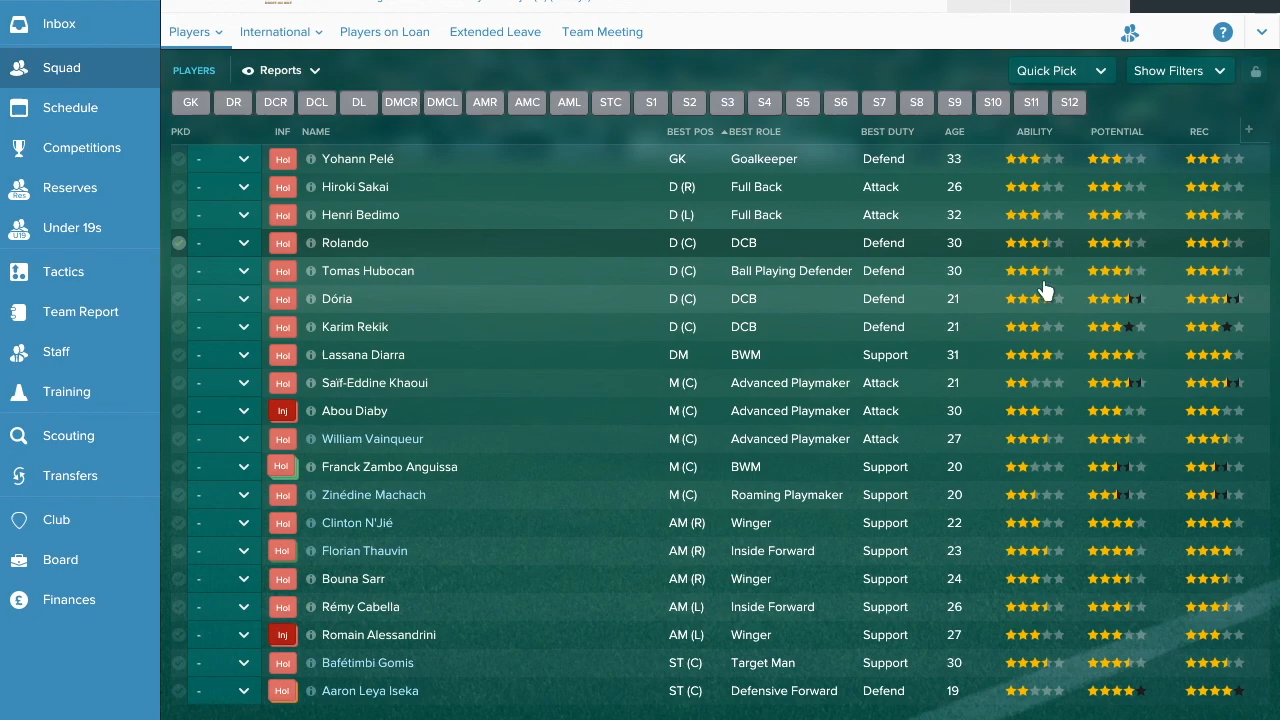 Inbox
Squad
Schedule
Competitions
Res Reserves
U19 Under 19s
Tactics
Team Report
Staff
Training
Scouting
Transfers
Club
Board
£ Finances
Players International Players on Loan Extended Leave Team Meeting ?
PLAYERS Reports Quick Pick Show Filters
GK DR DCR DCL DL DMCR DMCL AMR AMC AML STC S1 S2 S3 S4 S5 S6 S7 S8 S9 S10 S11 S12
PKD INF NAME BEST POS BEST ROLE BEST DUTY AGE ABILITY POTENTIAL REC +
- Hol Yohann Pelé GK Goalkeeper Defend 33
- Hol Hiroki Sakai D (R) Full Back Attack 26
- Hol Henri Bedimo D (L) Full Back Attack 32
- Hol Rolando D (C) DCB Defend 30
- Hol Tomas Hubocan D (C) Ball Playing Defender Defend 30
- Hol Dória D (C) DCB Defend 21
- Hol Karim Rekik D (C) DCB Defend 21
- Hol Lassana Diarra DM BWM Support 31
- Hol Saïf-Eddine Khaoui M (C) Advanced Playmaker Attack 21
- Inj Abou Diaby M (C) Advanced Playmaker Attack 30
- Hol William Vainqueur M (C) Advanced Playmaker Attack 27
- Hol Franck Zambo Anguissa M (C) BWM Support 20
- Hol Zinédine Machach M (C) Roaming Playmaker Support 20
- Hol Clinton N'Jié AM (R) Winger Support 22
- Hol Florian Thauvin AM (R) Inside Forward Support 23
- Hol Bouna Sarr AM (R) Winger Support 24
- Hol Rémy Cabella AM (L) Inside Forward Support 26
- Inj Romain Alessandrini AM (L) Winger Support 27
- Hol Bafétimbi Gomis ST (C) Target Man Support 30
- Hol Aaron Leya Iseka ST (C) Defensive Forward Defend 19